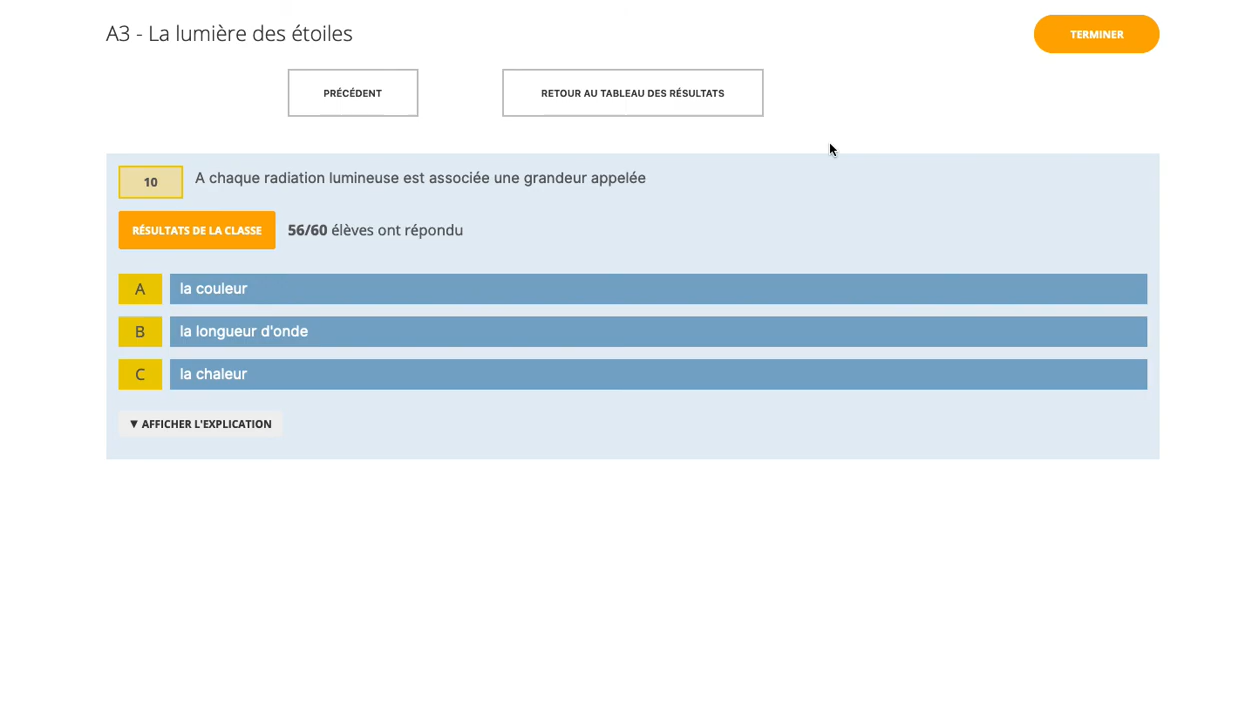 A3 - La lumière des étoiles
TERMINER
PRÉCÉDENT
RETOUR AU TABLEAU DES RÉSULTATS
10 A chaque radiation lumineuse est associée une grandeur appelée
RÉSULTATS DE LA CLASSE 56/60 élèves ont répondu
A la couleur
B la longueur d'onde
C la chaleur
▼ AFFICHER L'EXPLICATION